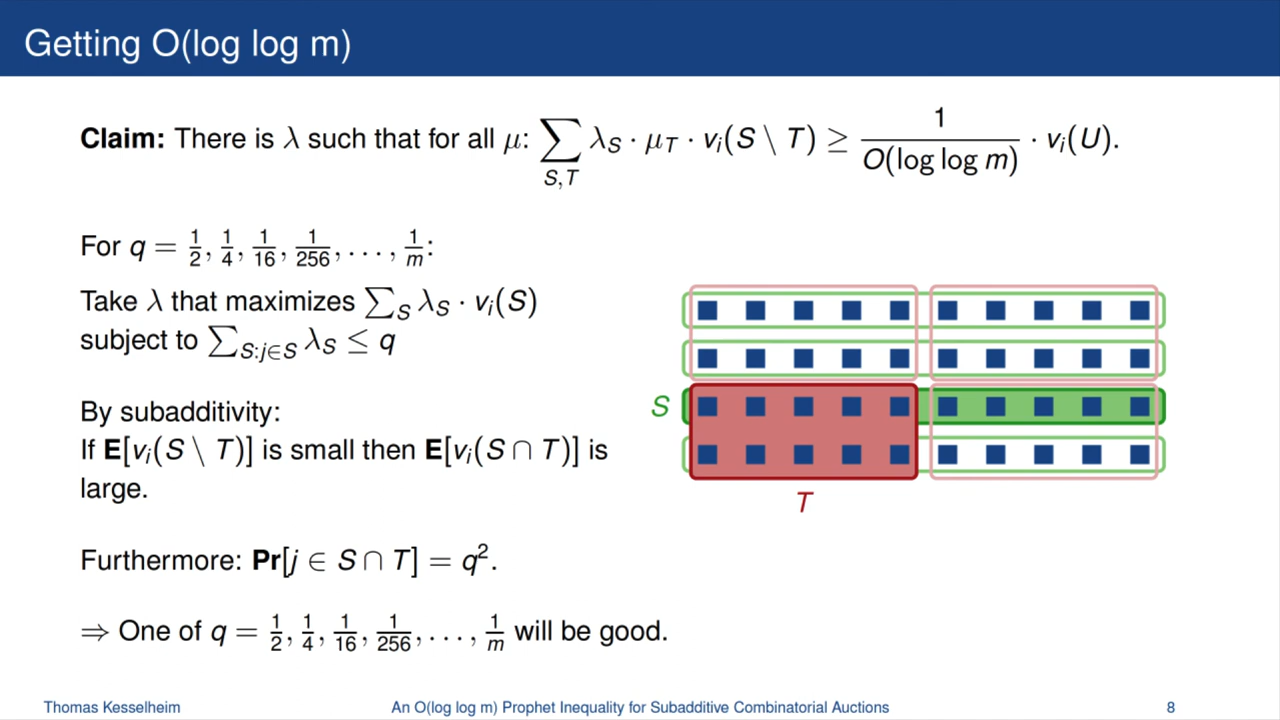 Getting O(log log m)
Claim: There is λ such that for all μ: ∑_{S,T} λ_S · μ_T · v_i(S \ T) ≥ 1/O(log log m) · v_i(U).
For q = 1/2, 1/4, 1/16, 1/256, . . . , 1/m:
Take λ that maximizes ∑_S λ_S · v_i(S)
subject to ∑_{S:j∈S} λ_S ≤ q
S
By subadditivity:
If E[v_i(S \ T)] is small then E[v_i(S ∩ T)] is
large.
T
Furthermore: Pr[j ∈ S ∩ T] = q².
⇒ One of q = 1/2, 1/4, 1/16, 1/256, . . . , 1/m will be good.
Thomas Kesselheim An O(log log m) Prophet Inequality for Subadditive Combinatorial Auctions 8